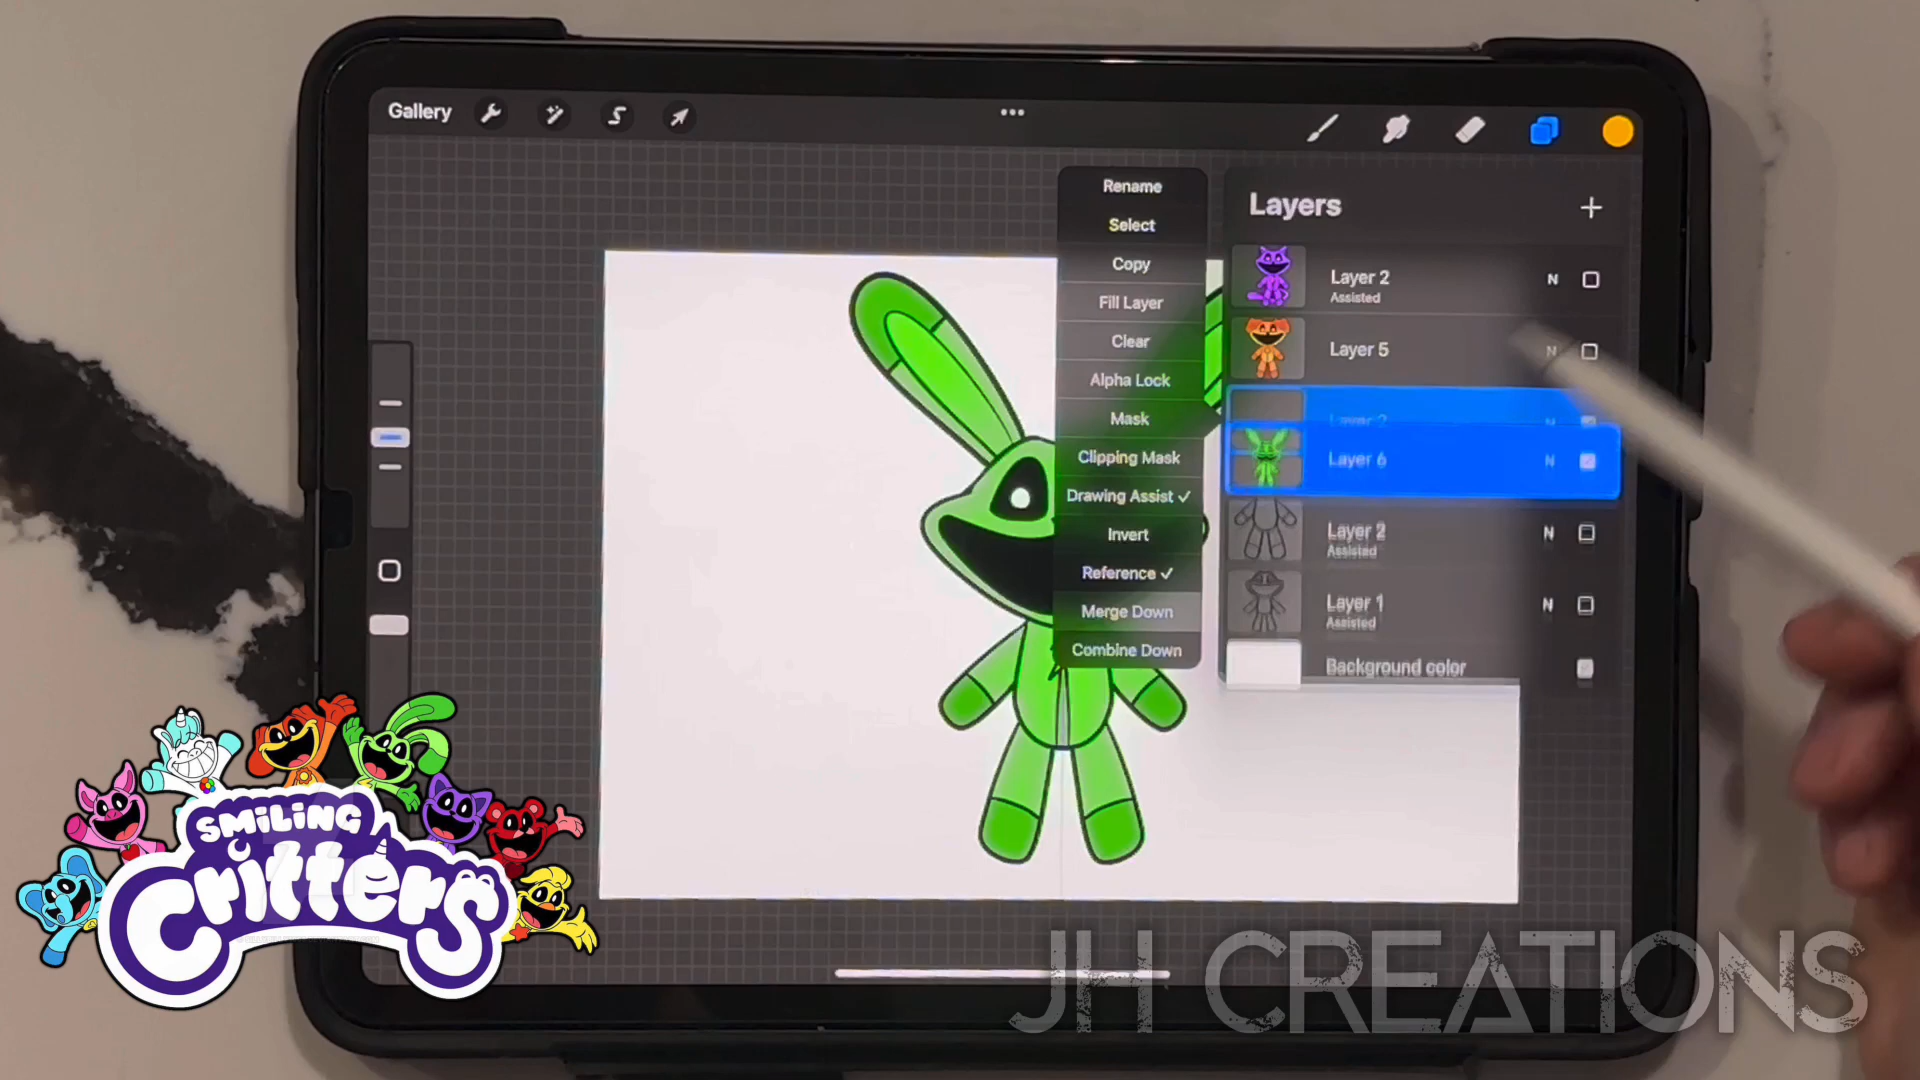 Gallery
Rename
Select
Copy
Fill Layer
Clear
Alpha Lock
Mask
Clipping Mask
Drawing Assist ✓
Invert
Reference ✓
Merge Down
Combine Down
Layers
Layer 2 N
Assisted
Layer 5 N
Layer 2 N
Layer 6 N
Layer 2 N
Assisted
Layer 1 N
Assisted
Background color
SMiLiNG
CRitteRS
JH CREATIONS